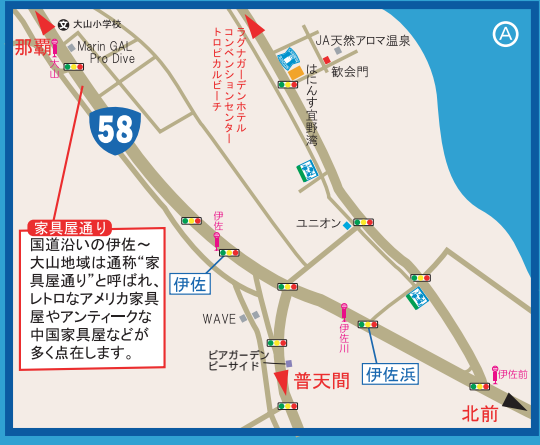 文 大山小学校
那覇
大山
Marin GAL
Pro Dive
ラグナガーデンホテル
コンベンションセンター
トロピカルビーチ
JA天然アロマ温泉
歓会門
はにんす宜野湾
A
58
家具屋通り
国道沿いの伊佐～
大山地域は通称“家
具屋通り”と呼ばれ、
レトロなアメリカ家具
屋やアンティークな
中国家具屋などが
多く点在します。
伊佐
伊佐
ユニオン
WAVE
ビアガーデン
ビーサイド
普天間
伊佐川
伊佐浜
伊佐前
北前